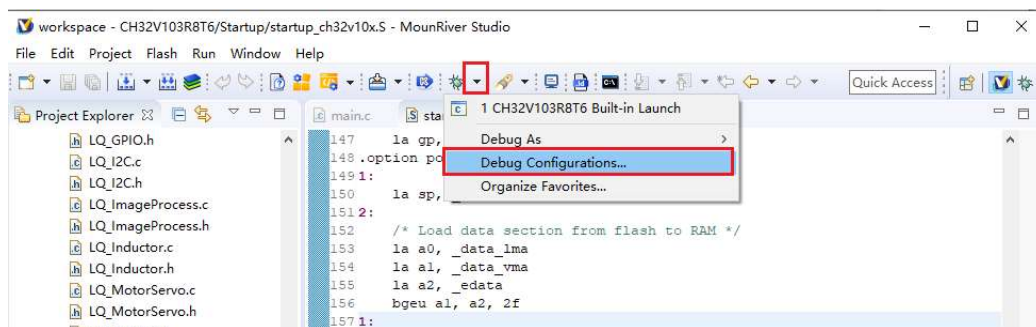 workspace - CH32V103R8T6/Startup/startup_ch32v10x.S - MounRiver Studio
File Edit Project Flash Run Window Help
Quick Access
Project Explorer
main.c
LQ_GPIO.h
LQ_I2C.c
LQ_I2C.h
LQ_ImageProcess.c
LQ_ImageProcess.h
LQ_Inductor.c
LQ_Inductor.h
LQ_MotorServo.c
LQ_MotorServo.h
1 CH32V103R8T6 Built-in Launch
Debug As
Debug Configurations...
Organize Favorites...
147 la gp,
148 .option
149 1:
150 la sp,
151 2:
152 /* Load data section from flash to RAM */
153 la a0, _data_lma
154 la a1, _data_vma
155 la a2, _edata
156 bgeu a1, a2, 2f
157 1: